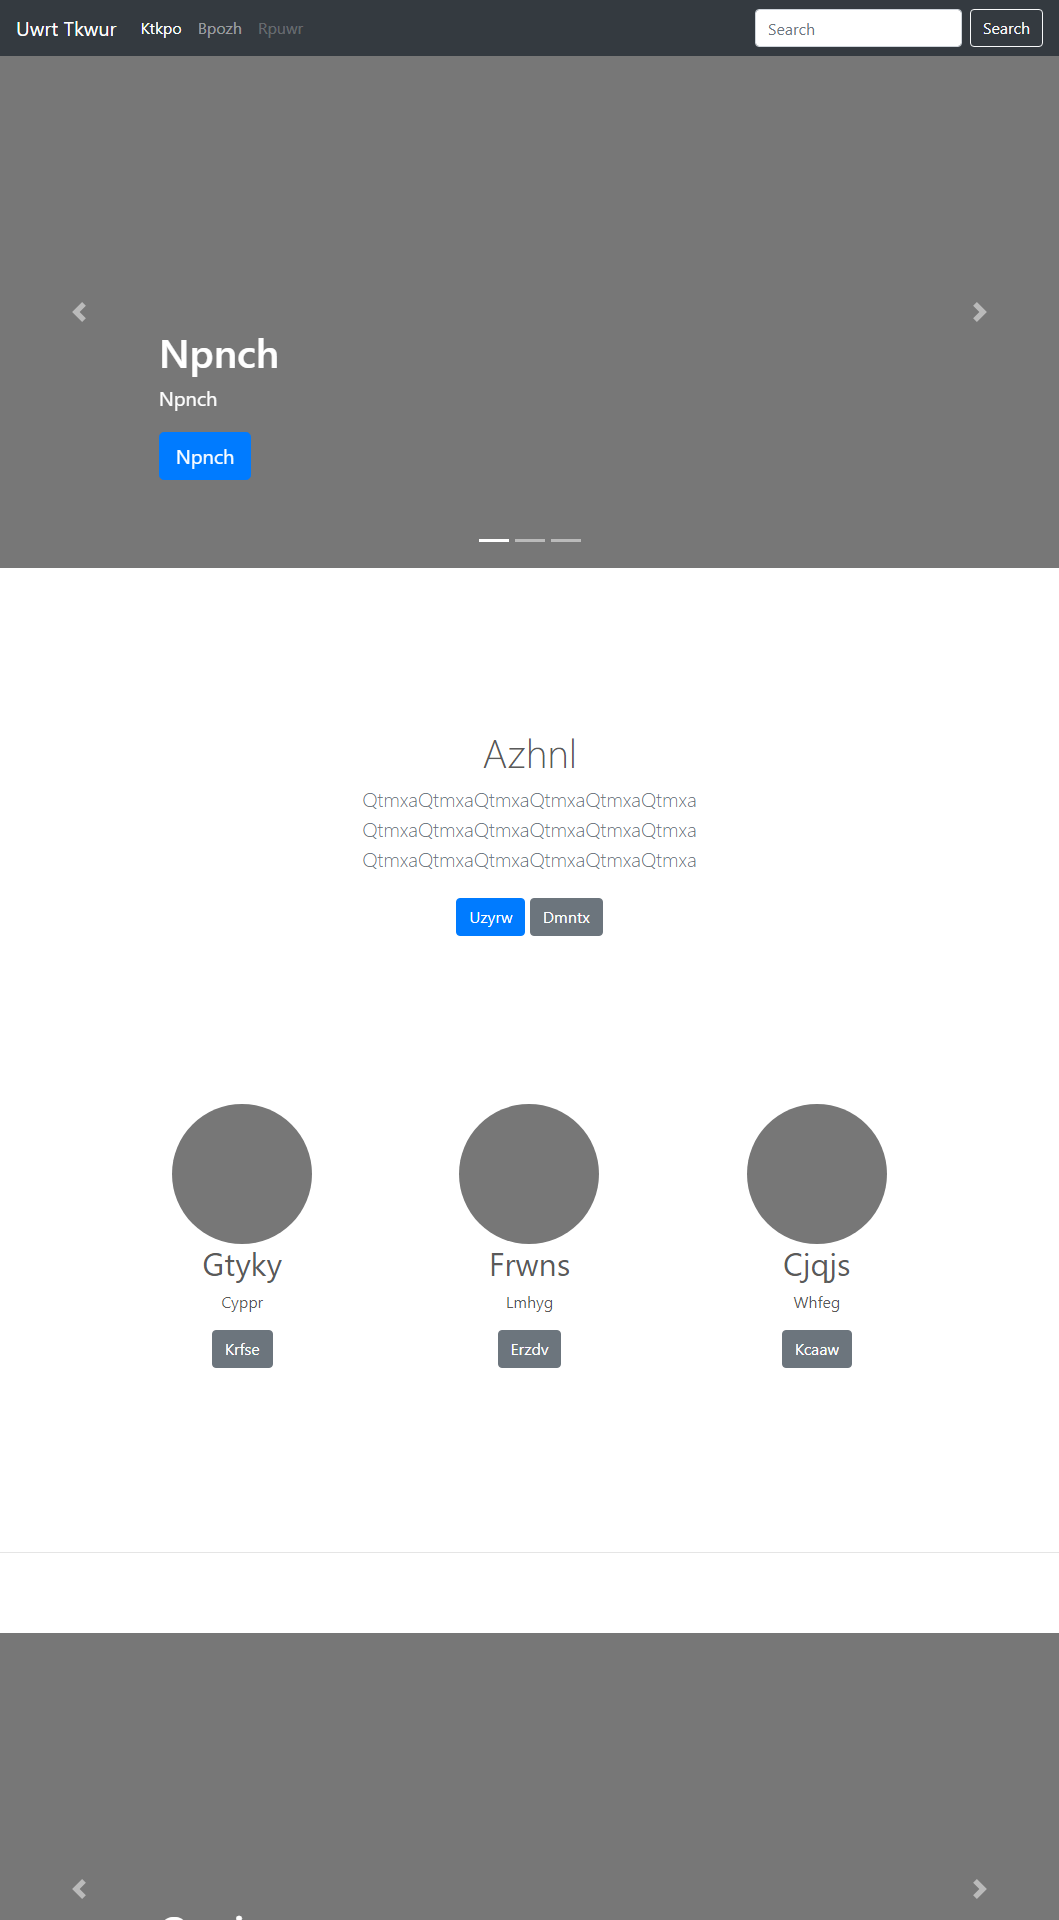 Uwrt Tkwur Ktkpo Bpozh Rpuwr Search Search
Npnch
Npnch
Npnch
Azhnl
QtmxaQtmxaQtmxaQtmxaQtmxaQtmxa
QtmxaQtmxaQtmxaQtmxaQtmxaQtmxa
QtmxaQtmxaQtmxaQtmxaQtmxaQtmxa
Uzyrw Dmntx
Gtyky Frwns Cjqjs
Cyppr Lmhyg Whfeg
Krfse Erzdv Kcaaw